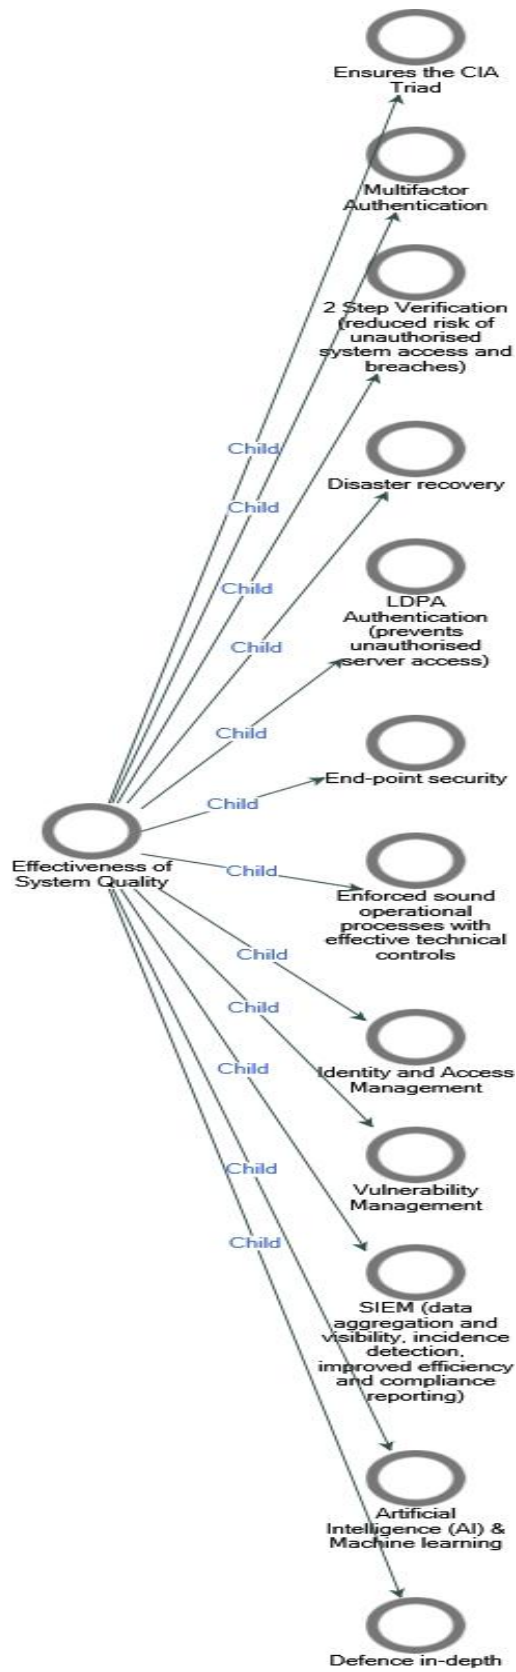 Ensures the CIA
Triad
Multifactor
Authentication
2 Step Verification
(reduced risk of
unauthorised
system access and
breaches)
Child
Disaster recovery
Child
Child
LDPA
Authentication
(prevents
unauthorised
server access)
Child
Child
End-point security
Child
Effectiveness of
System Quality
Child
Enforced sound
operational
processes with
effective technical
controls
Child
Child
Identity and Access
Management
Child
Child
Vulnerability
Management
Child
SIEM (data
aggregation and
visibility, incidence
detection,
improved efficiency
and compliance
reporting)
Artificial
Intelligence (AI) &
Machine learning
Defence in-depth